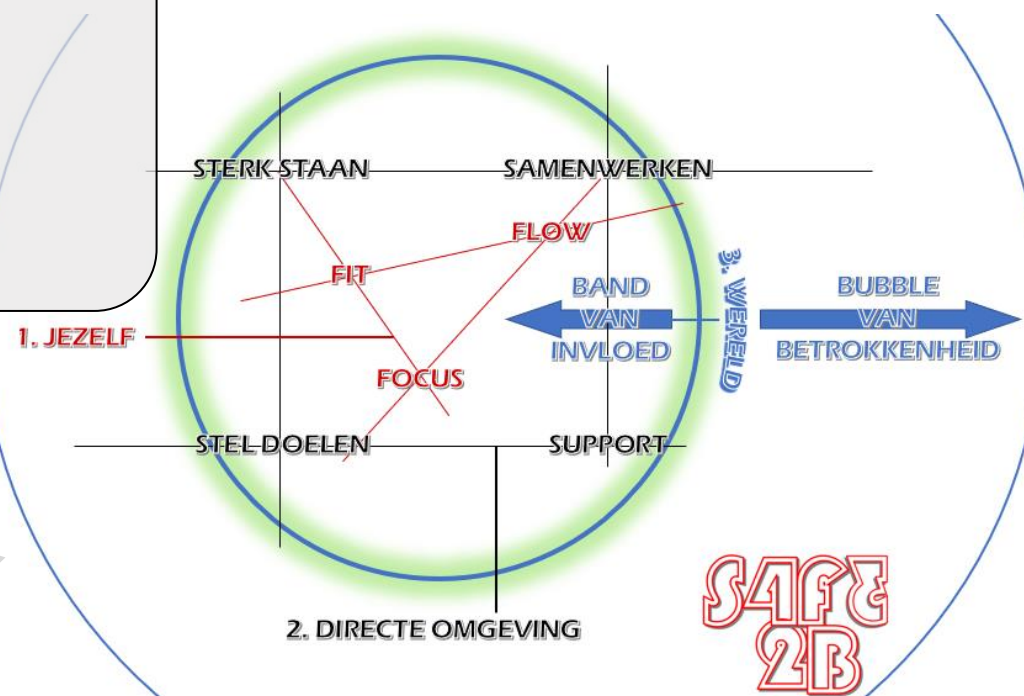 STERK STAAN
SAMENWERKEN
FLOW
FIT
BAND
VAN
INVLOED
3. WERELD
BUBBLE
VAN
BETROKKENHEID
1. JEZELF
FOCUS
STEL DOELEN
SUPPORT
2. DIRECTE OMGEVING
S4F€
2B